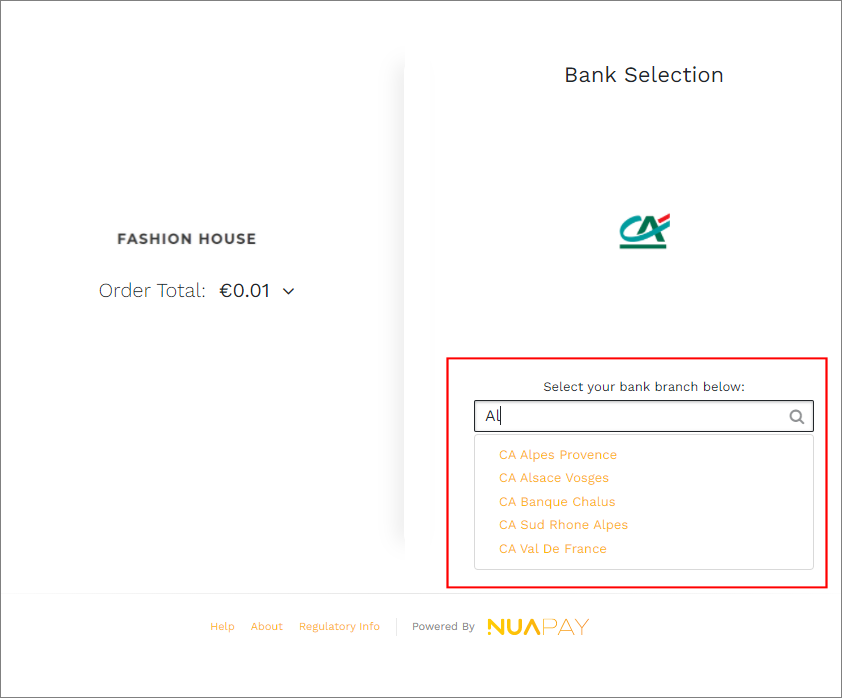 Bank Selection
CA
FASHION HOUSE
Order Total: €0.01
Select your bank branch below:
Al
CA Alpes Provence
CA Alsace Vosges
CA Banque Chalus
CA Sud Rhone Alpes
CA Val De France
Help About Regulatory Info Powered By NUAPAY